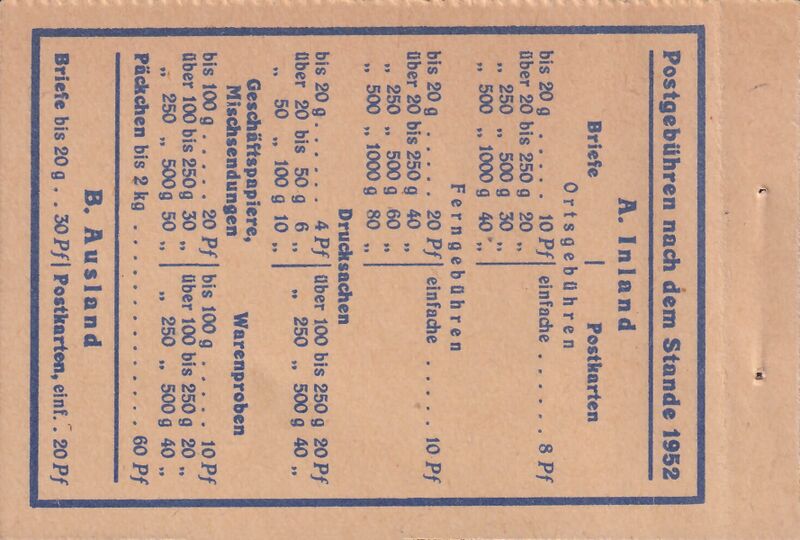 Postgebühren nach dem Stande 1952
A. Inland
Briefe | Postkarten
Ortsgebühren
bis 20 g . . . . . . 10 Pf | einfache . . . . . . . 8 Pf
über 20 bis 250 g 20 „
„ 250 „ 500 g 30 „
„ 500 „ 1000 g 40 „
Ferngebühren
bis 20 g . . . . . . 20 Pf | einfache . . . . . . 10 Pf
über 20 bis 250 g 40 „
„ 250 „ 500 g 60 „
„ 500 „ 1000 g 80 „
Drucksachen
bis 20 g . . . . . . 4 Pf | über 100 bis 250 g 20 Pf
über 20 bis 50 g 6 „ | „ 250 „ 500 g 40 „
„ 50 „ 100 g 10 „
Geschäftspapiere, Mischsendungen Warenproben
bis 100 g . . . . . . 20 Pf | bis 100 g . . . . . . 10 Pf
über 100 bis 250 g 30 „ | über 100 bis 250 g 20 „
„ 250 „ 500 g 50 „ | „ 250 „ 500 g 40 „
Päckchen bis 2 kg . . . . . . . . . . . . . . . 60 Pf
B. Ausland
Briefe bis 20 g . . 30 Pf | Postkarten, einf. . 20 Pf